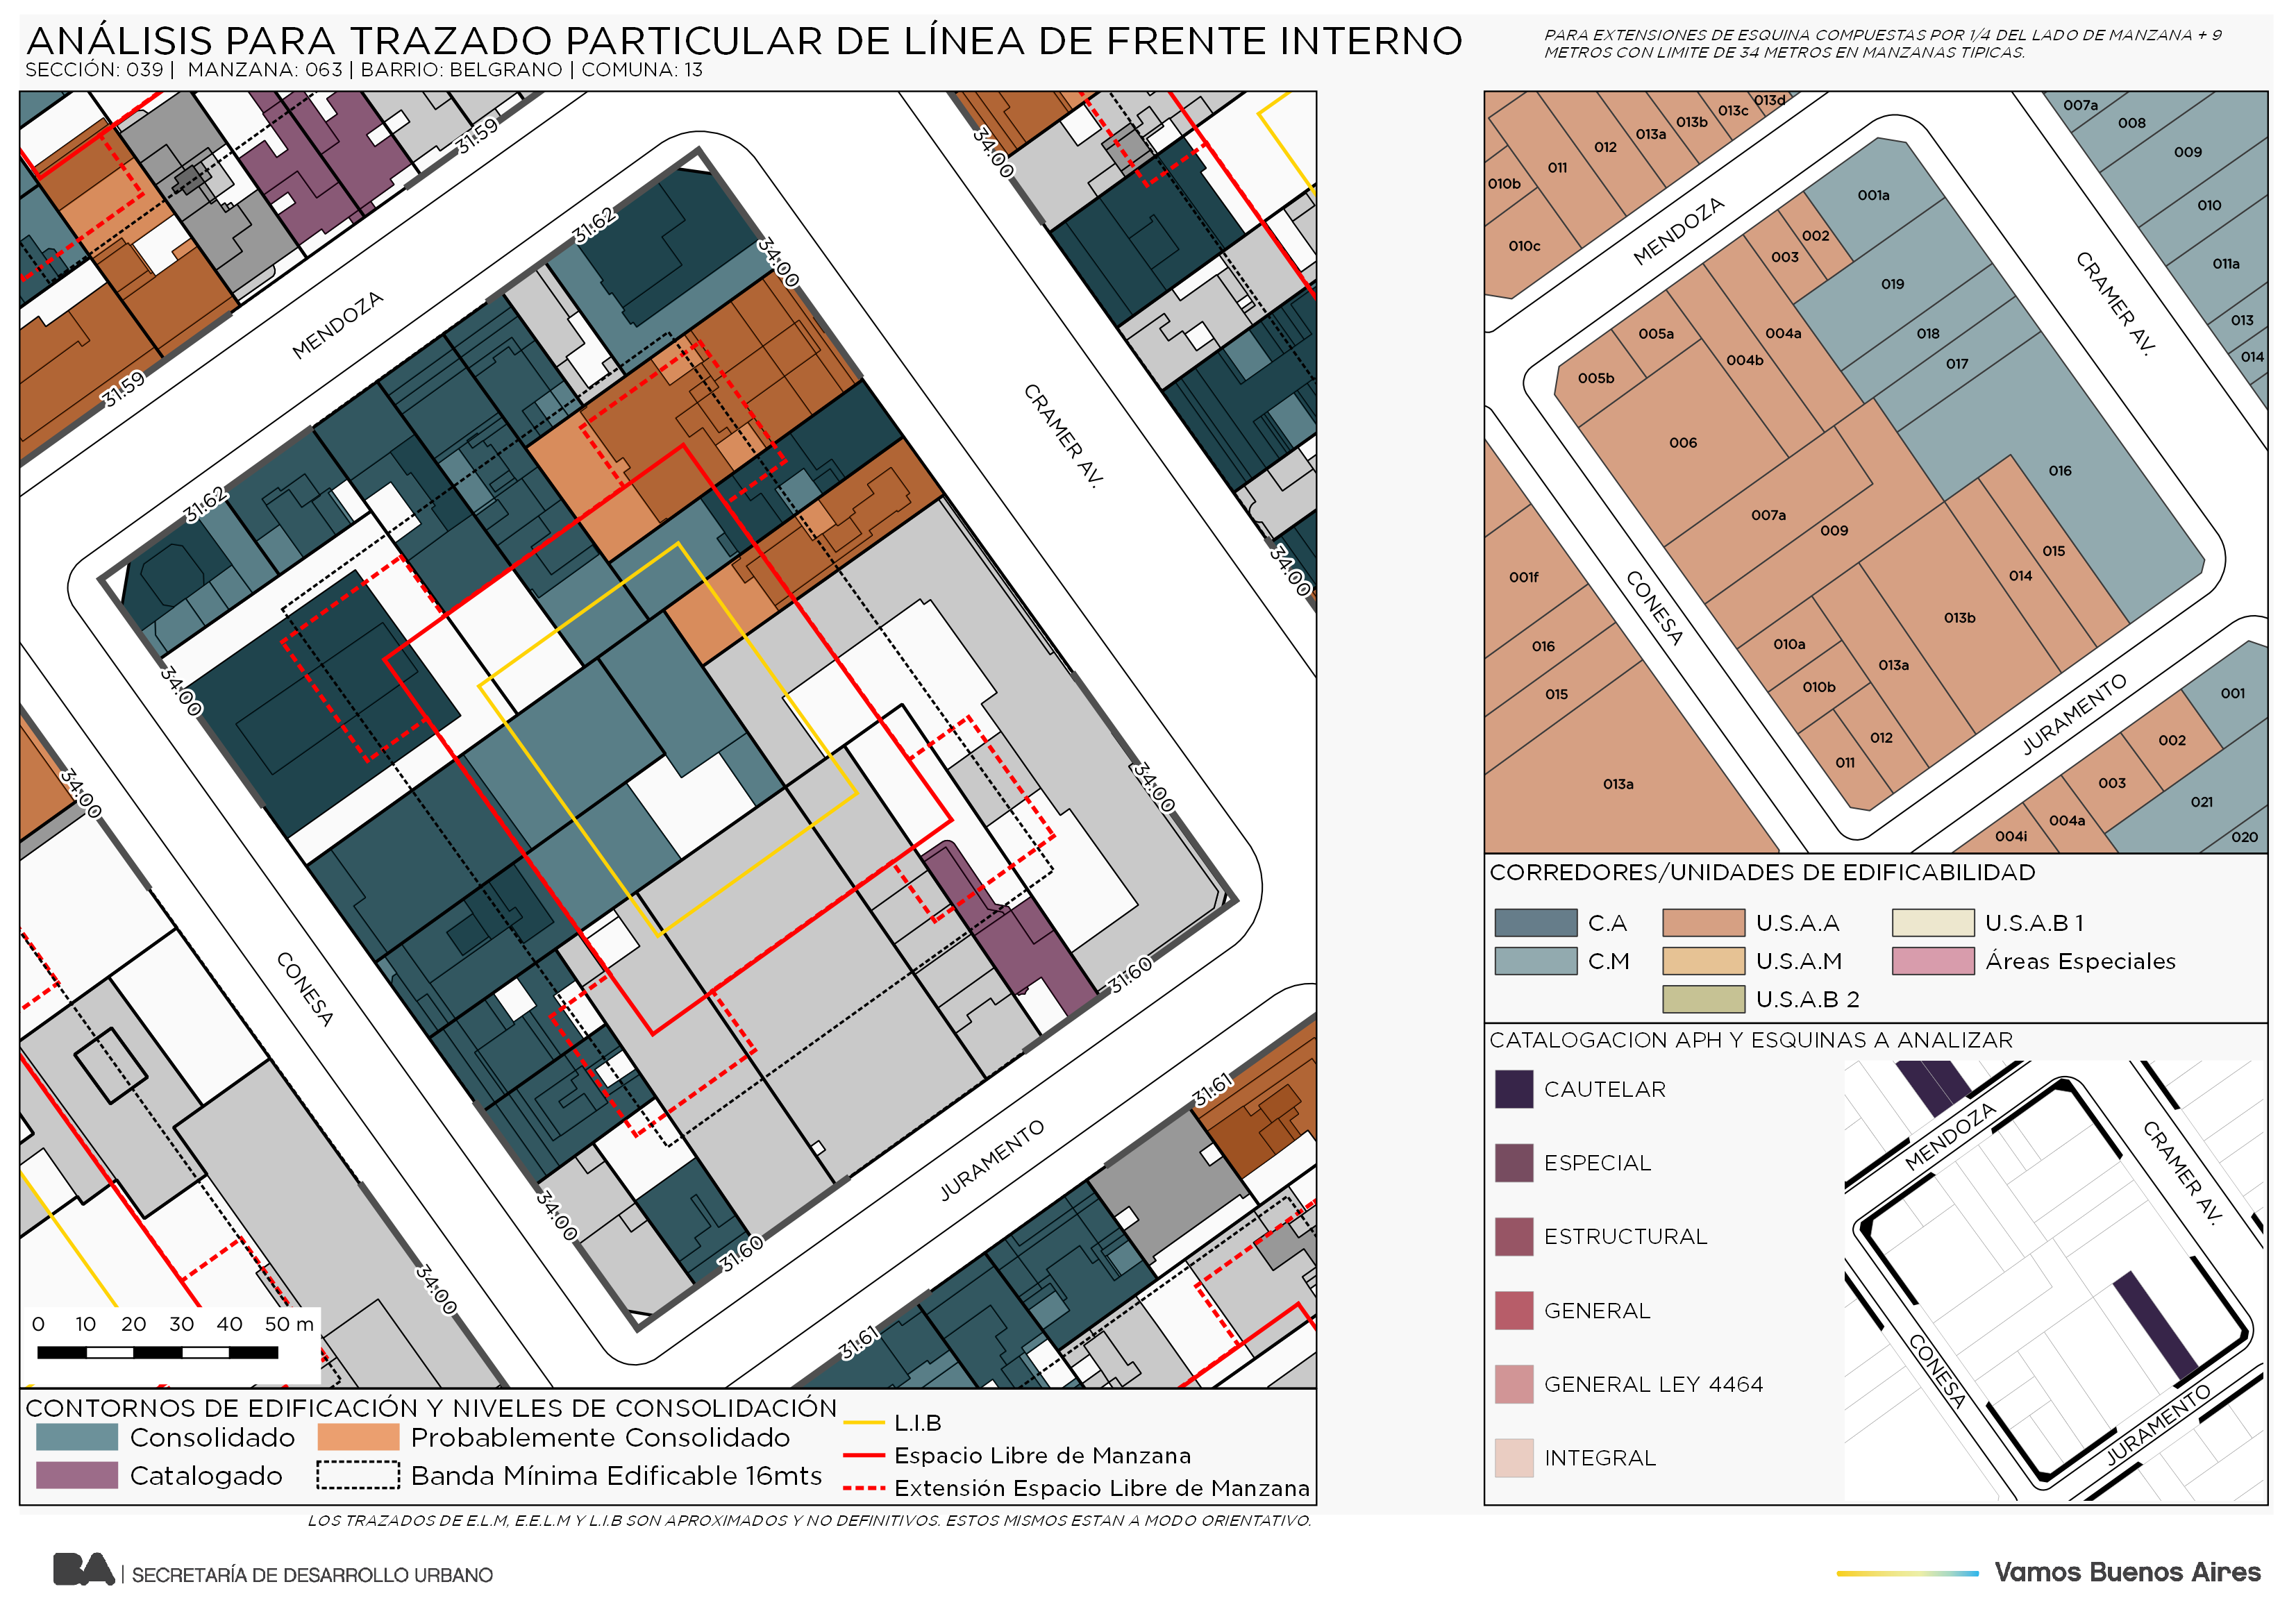 ANÁLISIS PARA TRAZADO PARTICULAR DE LÍNEA DE FRENTE INTERNO
SECCIÓN: 039 | MANZANA: 063 | BARRIO: BELGRANO | COMUNA: 13
PARA EXTENSIONES DE ESQUINA COMPUESTAS POR 1/4 DEL LADO DE MANZANA + 9
METROS CON LIMITE DE 34 METROS EN MANZANAS TIPICAS.
31.59
34.00
31.62
34.00
MENDOZA
31.59
CRAMER AV.
31.62
34.00
34.00
34.00
34.00
CONESA
31.60
JURAMENTO
31.61
34.00
31.60
34.00
31.61
0 10 20 30 40 50 m
CONTORNOS DE EDIFICACIÓN Y NIVELES DE CONSOLIDACIÓN
Consolidado
Probablemente Consolidado
Catalogado
Banda Mínima Edificable 16mts
L.I.B
Espacio Libre de Manzana
Extensión Espacio Libre de Manzana
LOS TRAZADOS DE E.L.M, E.E.L.M Y L.I.B SON APROXIMADOS Y NO DEFINITIVOS. ESTOS MISMOS ESTAN A MODO ORIENTATIVO.
013d
013c
013b
013a
012
011
010b
010c
007a
008
009
010
011a
013
014
MENDOZA
CRAMER AV.
001a
002
003
019
004a
018
005a
004b
017
005b
006
016
007a
009
015
014
013b
001f
016
015
013a
CONESA
010a
013a
010b
012
011
JURAMENTO
001
002
003
021
004a
004i
020
CORREDORES/UNIDADES DE EDIFICABILIDAD
C.A
U.S.A.A
U.S.A.B 1
C.M
U.S.A.M
Áreas Especiales
U.S.A.B 2
CATALOGACION APH Y ESQUINAS A ANALIZAR
CAUTELAR
ESPECIAL
ESTRUCTURAL
GENERAL
GENERAL LEY 4464
INTEGRAL
MENDOZA
CRAMER AV.
CONESA
JURAMENTO
BA | SECRETARÍA DE DESARROLLO URBANO
Vamos Buenos Aires